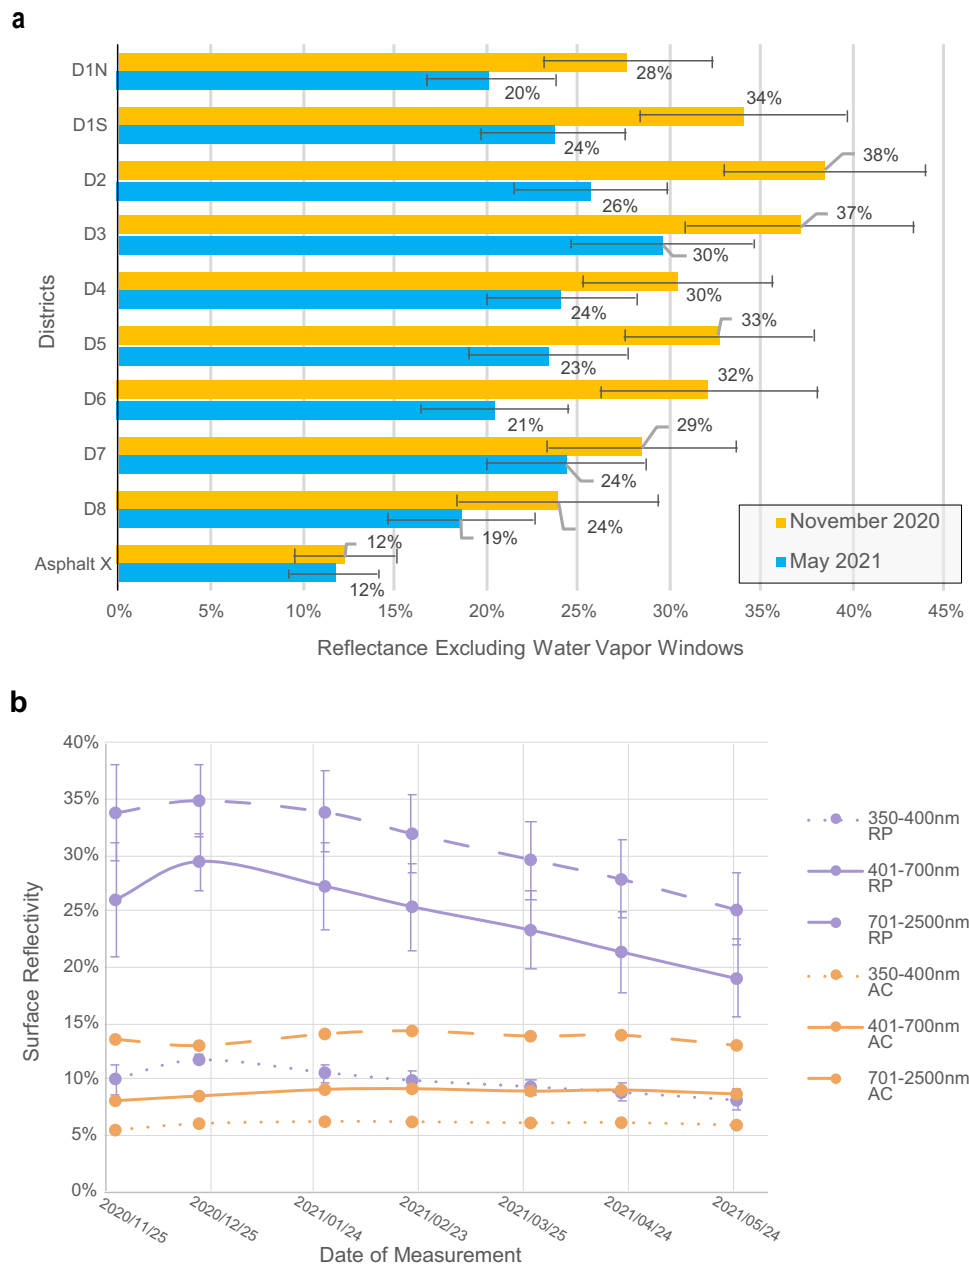 a
D1N
28%
20%
D1S
34%
24%
D2
38%
26%
D3
37%
30%
D4
30%
24%
D5
33%
23%
D6
32%
21%
D7
29%
24%
D8
24%
19%
Asphalt X
12%
12%
Districts
November 2020
May 2021
0% 5% 10% 15% 20% 25% 30% 35% 40% 45%
Reflectance Excluding Water Vapor Windows
b
40%
35%
30%
25%
20%
15%
10%
5%
0%
Surface Reflectivity
2020/11/25 2020/12/25 2021/01/24 2021/02/23 2021/03/25 2021/04/24 2021/05/24
Date of Measurement
350-400nm
RP
401-700nm
RP
701-2500nm
RP
350-400nm
AC
401-700nm
AC
701-2500nm
AC